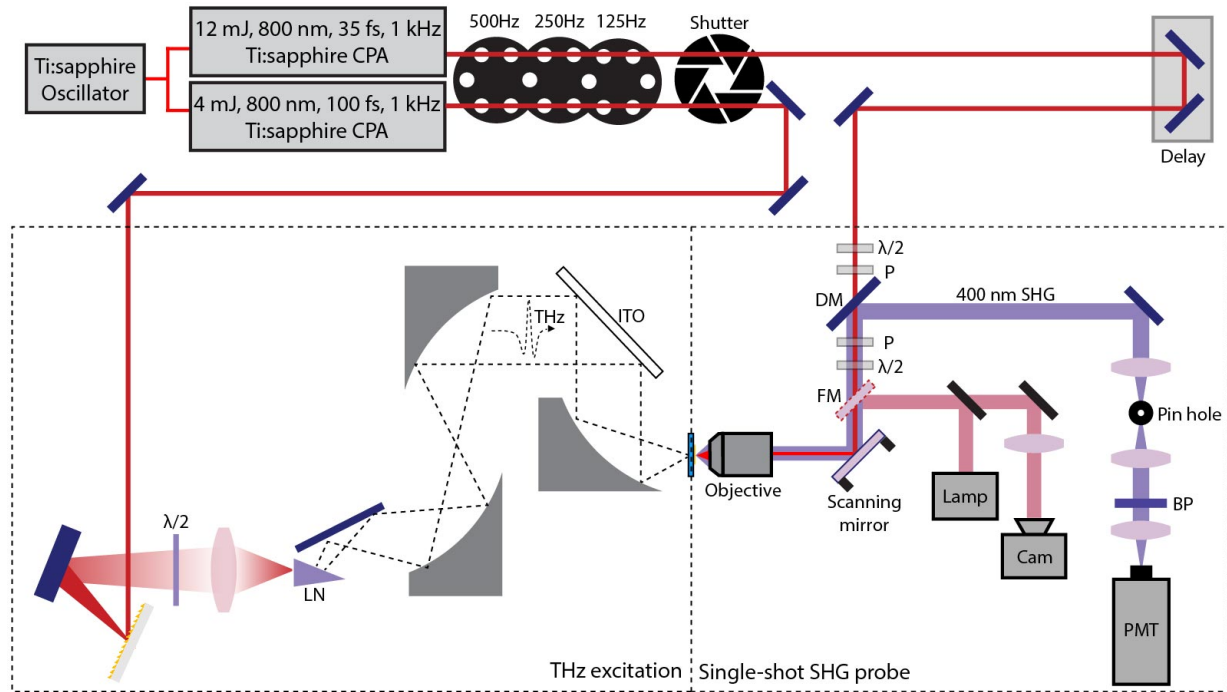 12 mJ, 800 nm, 35 fs, 1 kHz
Ti:sapphire CPA
Ti:sapphire
Oscillator
4 mJ, 800 nm, 100 fs, 1 kHz
Ti:sapphire CPA
500Hz
250Hz
125Hz
Shutter
Delay
λ/2
P
DM
400 nm SHG
P
λ/2
FM
THz
ITO
Pin hole
Objective
Scanning
mirror
Lamp
Cam
BP
PMT
λ/2
LN
THz excitation
Single-shot SHG probe